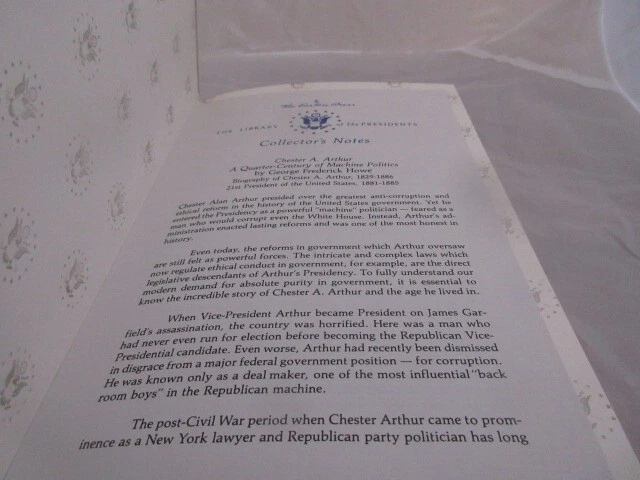 The Easton Press
THE LIBRARY of the PRESIDENTS
Collector's Notes
Chester A. Arthur
A Quarter-Century of Machine Politics
by George Frederick Howe
Biography of Chester A. Arthur, 1829-1886
21st President of the United States, 1881-1885
Chester Alan Arthur presided over the greatest anti-corruption and
ethical reform in the history of the United States government. Yet he
entered the Presidency as a powerful "machine" politician — feared as a
man who would corrupt even the White House. Instead, Arthur's ad-
ministration enacted lasting reforms and was one of the most honest in
history.
Even today, the reforms in government which Arthur oversaw
are still felt as powerful forces. The intricate and complex laws which
now regulate ethical conduct in government, for example, are the direct
legislative descendants of Arthur's Presidency. To fully understand our
modern demand for absolute purity in government, it is essential to
know the incredible story of Chester A. Arthur and the age he lived in.
When Vice-President Arthur became President on James Gar-
field's assassination, the country was horrified. Here was a man who
had never even run for election before becoming the Republican Vice-
Presidential candidate. Even worse, Arthur had recently been dismissed
in disgrace from a major federal government position — for corruption.
He was known only as a deal maker, one of the most influential "back
room boys" in the Republican machine.
The post-Civil War period when Chester Arthur came to prom-
inence as a New York lawyer and Republican party politician has long